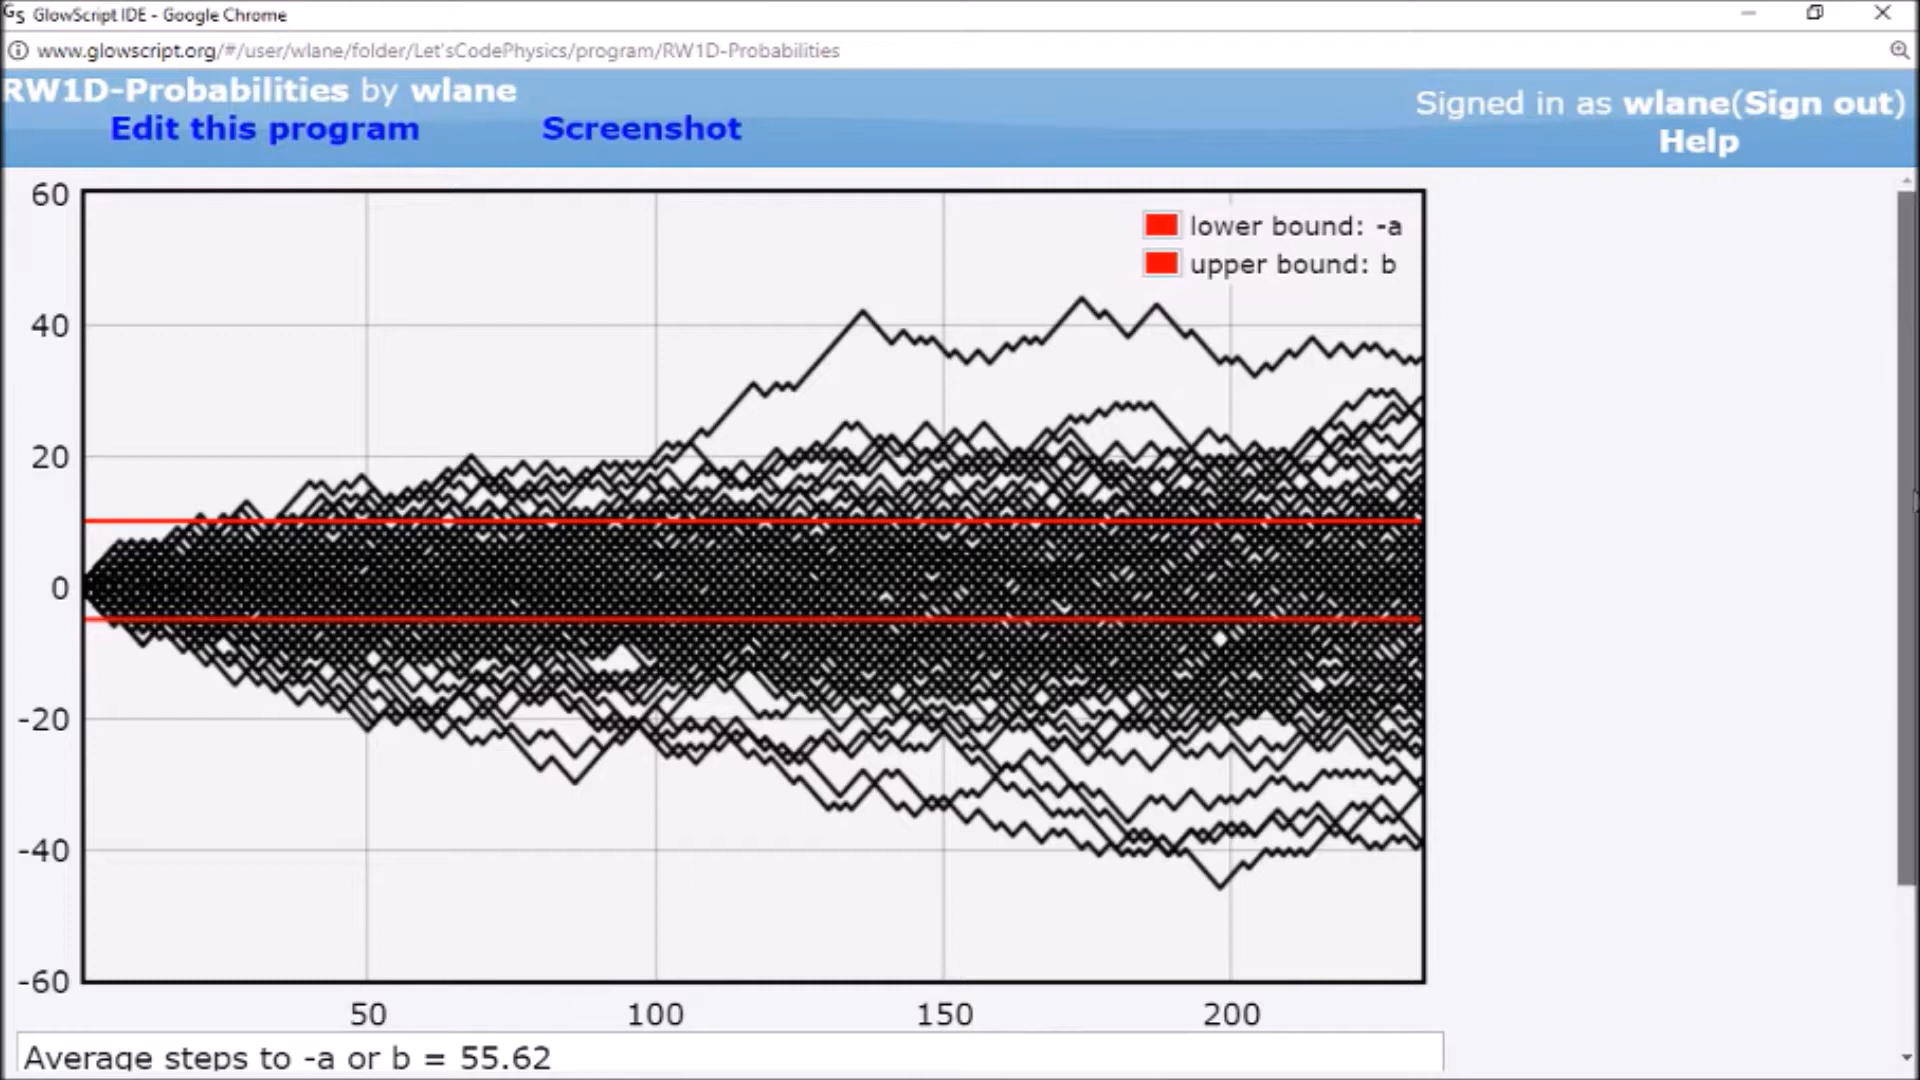 GlowScript IDE - Google Chrome
www.glowscript.org/#/user/wlane/folder/Let'sCodePhysics/program/RW1D-Probabilities
RW1D-Probabilities by wlane
Signed in as wlane(Sign out)
Edit this program Screenshot
Help
60
lower bound: -a
upper bound: b
40
20
0
-20
-40
-60
50 100 150 200
Average steps to -a or b = 55.62